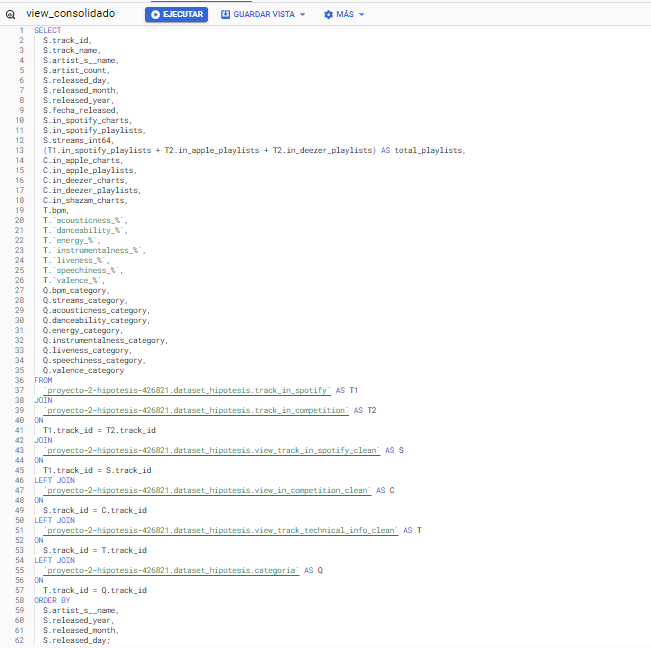 view_consolidado EJECUTAR GUARDAR VISTA MÁS
1 SELECT
2 S.track_id,
3 S.track_name,
4 S.artist_s__name,
5 S.artist_count,
6 S.released_day,
7 S.released_month,
8 S.released_year,
9 S.fecha_released,
10 S.in_spotify_charts,
11 S.in_spotify_playlists,
12 S.streams_int64,
13 (T1.in_spotify_playlists + T2.in_apple_playlists + T2.in_deezer_playlists) AS total_playlists,
14 C.in_apple_charts,
15 C.in_apple_playlists,
16 C.in_deezer_charts,
17 C.in_deezer_playlists,
18 C.in_shazam_charts,
19 T.bpm,
20 T.`acousticness_%`,
21 T.`danceability_%`,
22 T.`energy_%`,
23 T.`instrumentalness_%`,
24 T.`liveness_%`,
25 T.`speechiness_%`,
26 T.`valence_%`,
27 Q.bpm_category,
28 Q.streams_category,
29 Q.acousticness_category,
30 Q.danceability_category,
31 Q.energy_category,
32 Q.instrumentalness_category,
33 Q.liveness_category,
34 Q.speechiness_category,
35 Q.valence_category
36 FROM
37 `proyecto-2-hipotesis-426821.dataset_hipotesis.track_in_spotify` AS T1
38 JOIN
39 `proyecto-2-hipotesis-426821.dataset_hipotesis.track_in_competition` AS T2
40 ON
41 T1.track_id = T2.track_id
42 JOIN
43 `proyecto-2-hipotesis-426821.dataset_hipotesis.view_track_in_spotify_clean` AS S
44 ON
45 T1.track_id = S.track_id
46 LEFT JOIN
47 `proyecto-2-hipotesis-426821.dataset_hipotesis.view_in_competition_clean` AS C
48 ON
49 S.track_id = C.track_id
50 LEFT JOIN
51 `proyecto-2-hipotesis-426821.dataset_hipotesis.view_track_technical_info_clean` AS T
52 ON
53 S.track_id = T.track_id
54 LEFT JOIN
55 `proyecto-2-hipotesis-426821.dataset_hipotesis.categoria` AS Q
56 ON
57 T.track_id = Q.track_id
58 ORDER BY
59 S.artist_s__name,
60 S.released_year,
61 S.released_month,
62 S.released_day;